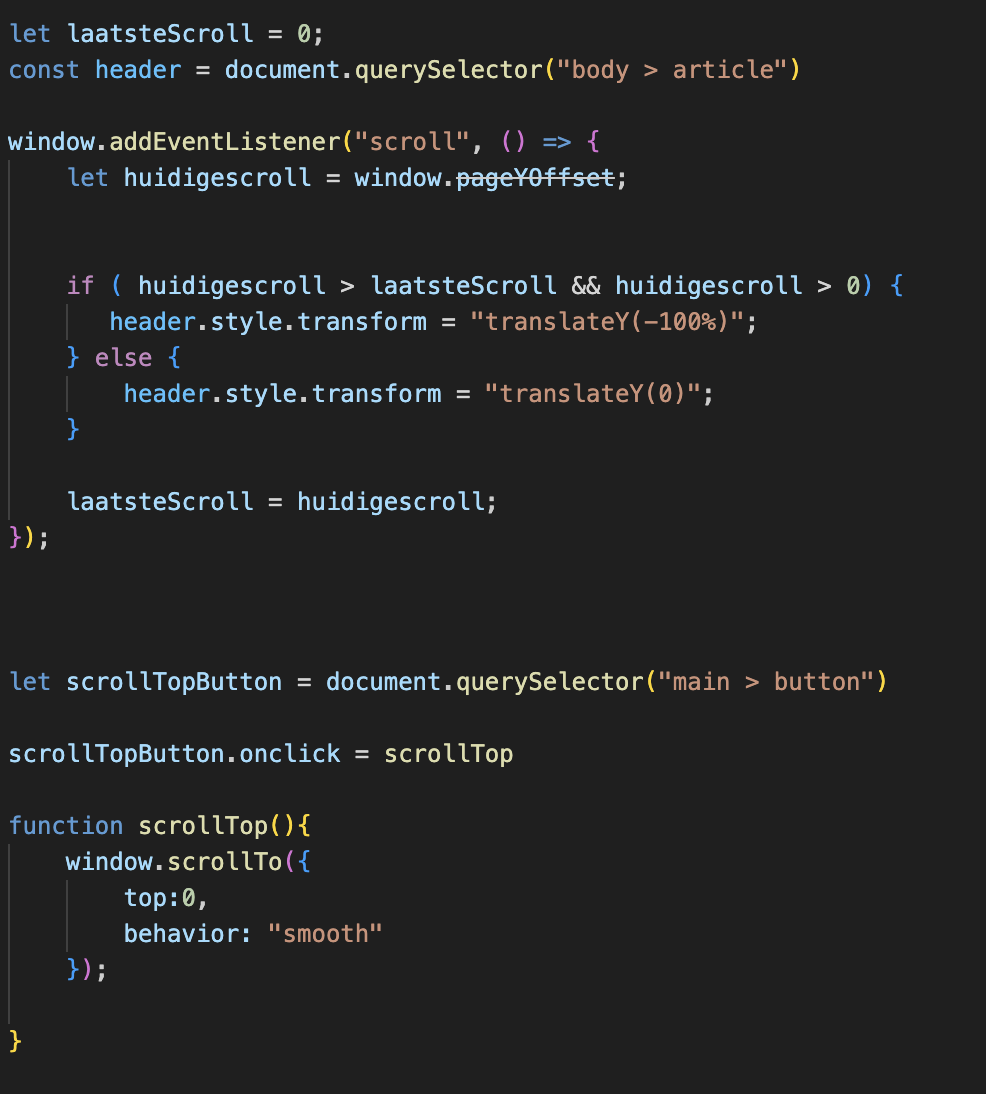 let laatsteScroll = 0;
const header = document.querySelector("body > article")
window.addEventListener("scroll", () => {
let huidigescroll = window.pageYOffset;
if ( huidigescroll > laatsteScroll && huidigescroll > 0) {
header.style.transform = "translateY(-100%)";
} else {
header.style.transform = "translateY(0)";
}
laatsteScroll = huidigescroll;
});
let scrollTopButton = document.querySelector("main > button")
scrollTopButton.onclick = scrollTop
function scrollTop(){
window.scrollTo({
top:0,
behavior: "smooth"
});
}